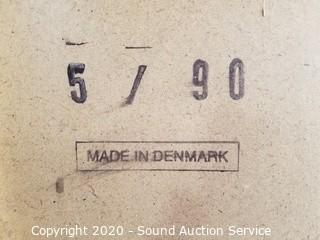 5 / 90
MADE IN DENMARK
Copyright 2020 - Sound Auction Service